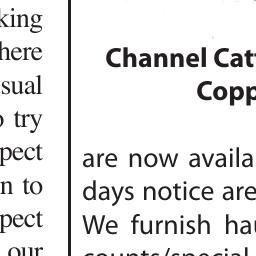 king
here
sual
try
pect
n to
pect
our
Channel Cat
Copp
are now availa
days notice are
We furnish hau
counts/special